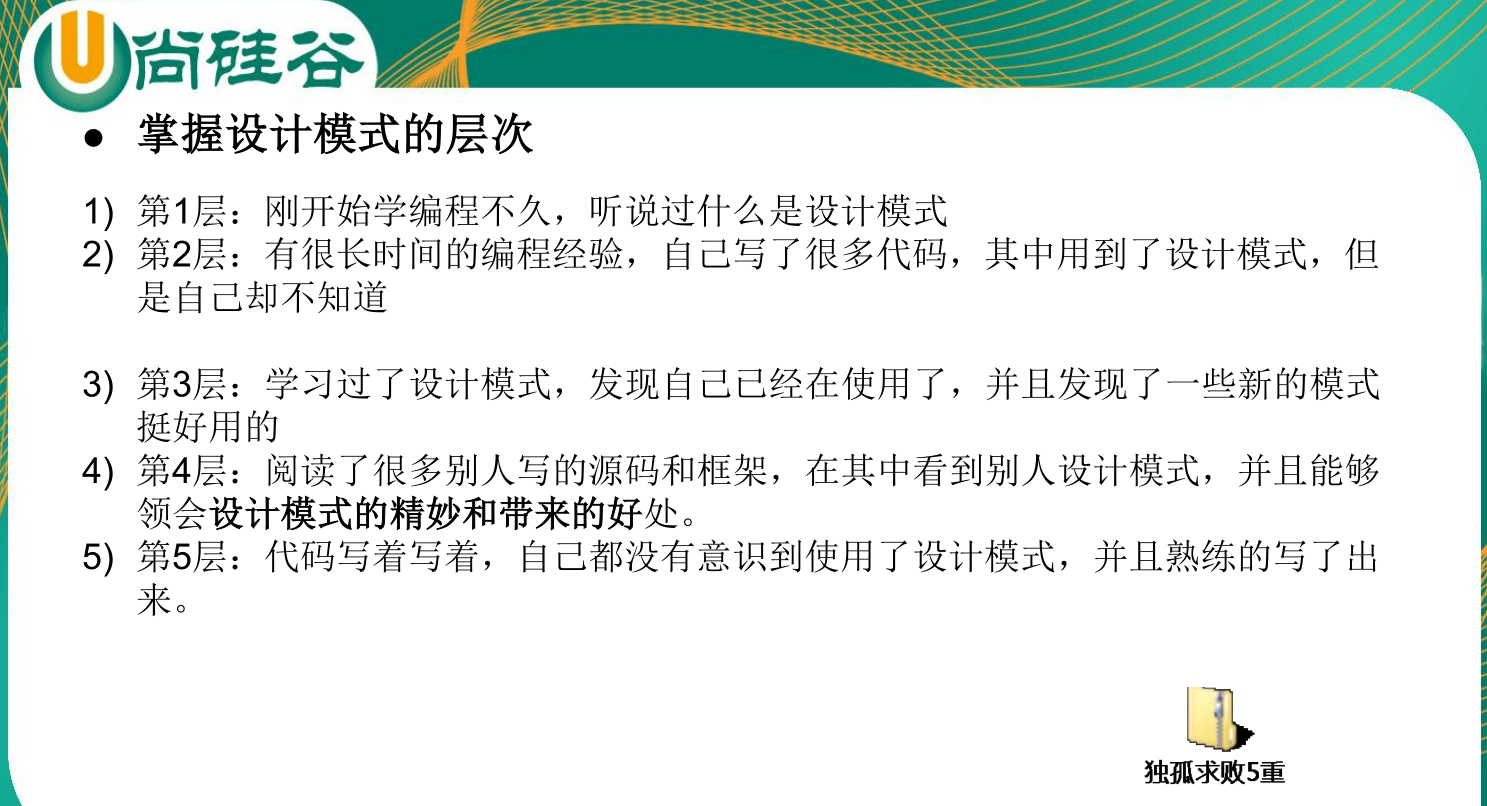 尚硅谷
● 掌握设计模式的层次
1) 第1层：刚开始学编程不久，听说过什么是设计模式
2) 第2层：有很长时间的编程经验，自己写了很多代码，其中用到了设计模式，但
是自己却不知道
3) 第3层：学习过了设计模式，发现自己已经在使用了，并且发现了一些新的模式
挺好用的
4) 第4层：阅读了很多别人写的源码和框架，在其中看到别人设计模式，并且能够
领会设计模式的精妙和带来的好处。
5) 第5层：代码写着写着，自己都没有意识到使用了设计模式，并且熟练的写了出
来。
独孤求败5重